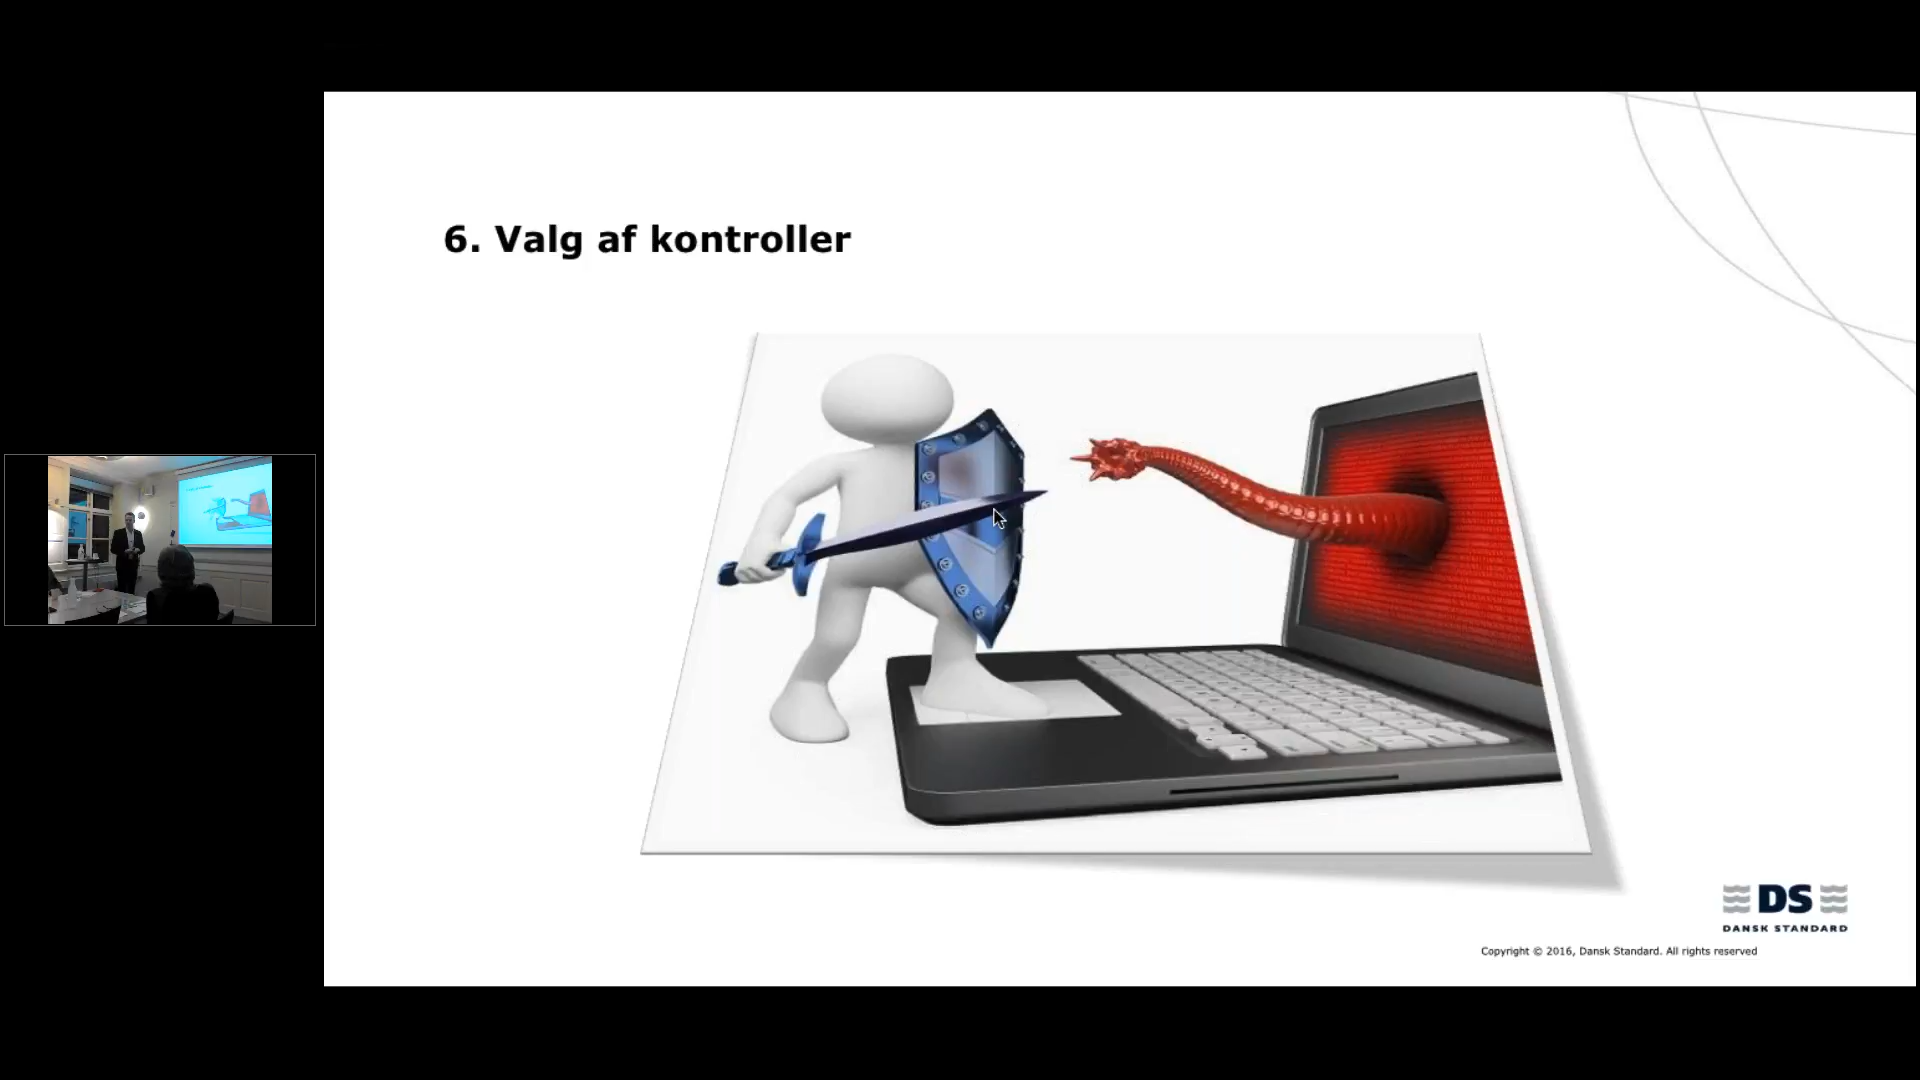 6. Valg af kontroller
DS
DANSK STANDARD
Copyright © 2016, Dansk Standard. All rights reserved